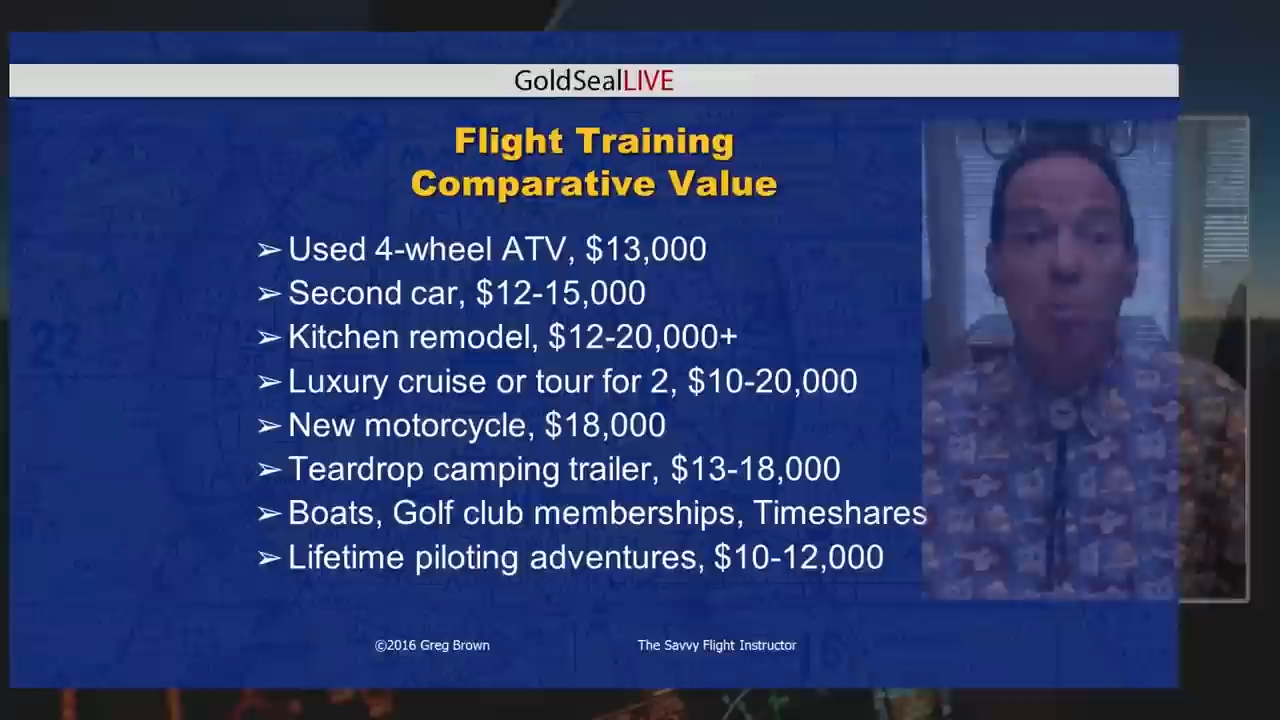 GoldSealLIVE
Flight Training
Comparative Value
➢ Used 4-wheel ATV, $13,000
➢ Second car, $12-15,000
➢ Kitchen remodel, $12-20,000+
➢ Luxury cruise or tour for 2, $10-20,000
➢ New motorcycle, $18,000
➢ Teardrop camping trailer, $13-18,000
➢ Boats, Golf club memberships, Timeshares
➢ Lifetime piloting adventures, $10-12,000
22
©2016 Greg Brown
The Savvy Flight Instructor